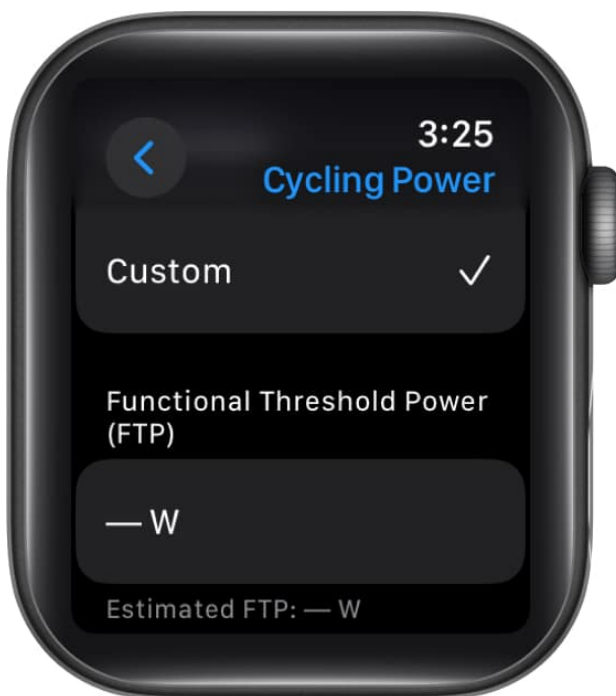 3:25
Cycling Power
Custom
Functional Threshold Power
(FTP)
— W
Estimated FTP: — W